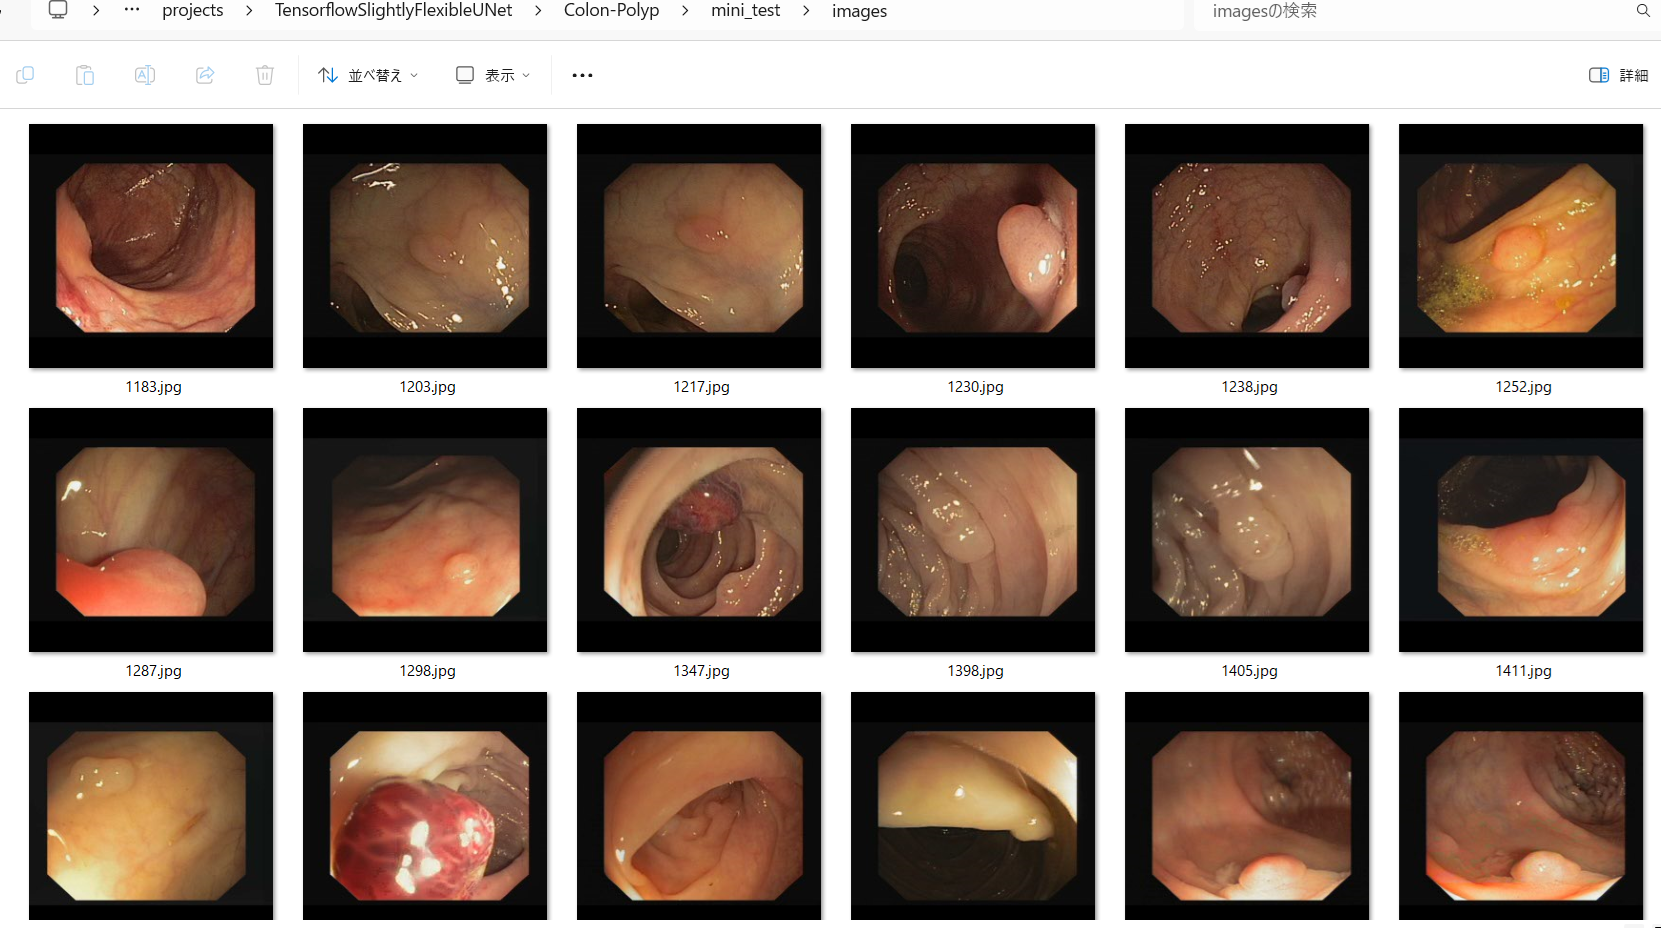 projects > TensorflowSlightlyFlexibleUNet > Colon-Polyp > mini_test > images
imagesの検索
並べ替え
表示
詳細
1183.jpg
1203.jpg
1217.jpg
1230.jpg
1238.jpg
1252.jpg
1287.jpg
1298.jpg
1347.jpg
1398.jpg
1405.jpg
1411.jpg